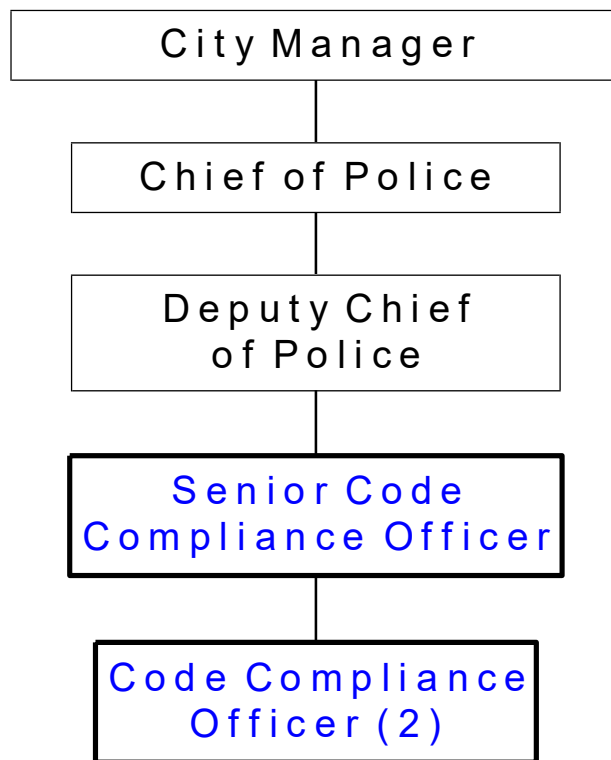 City Manager
Chief of Police
Deputy Chief
of Police
Senior Code
Compliance Officer
Code Compliance
Officer (2)